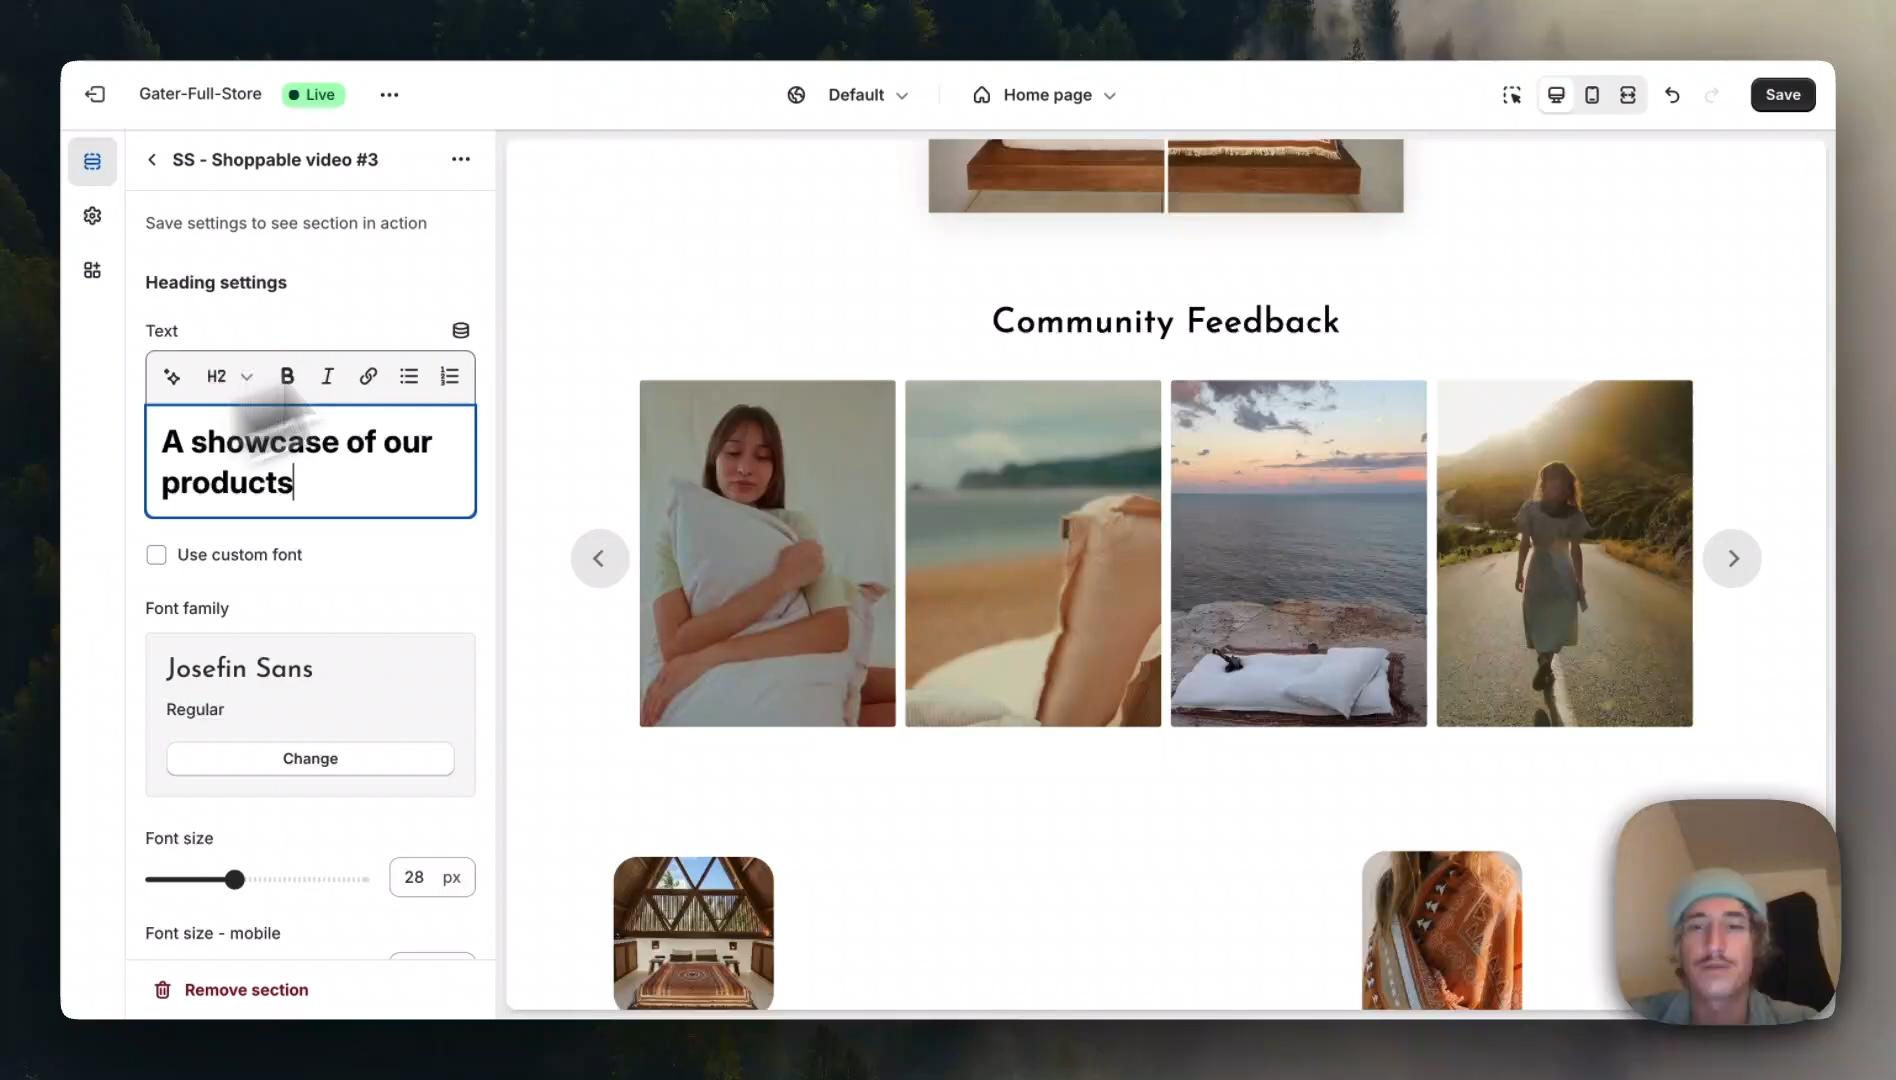 Gater-Full-Store
Live
Default
Home page
Save
SS - Shoppable video #3
Save settings to see section in action
Heading settings
Text
H2
B
I
A showcase of our
products
Use custom font
Font family
Josefin Sans
Regular
Change
Font size
28 px
Font size - mobile
Remove section
Community Feedback